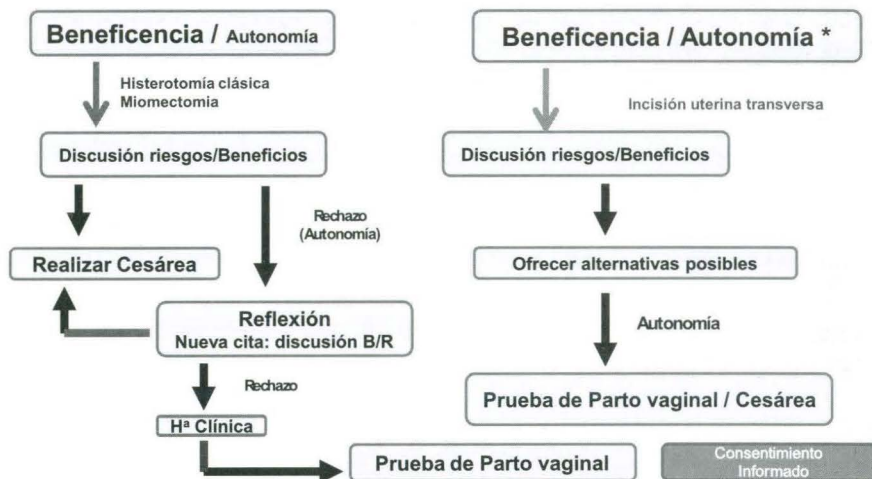 Beneficencia / Autonomía
Histerotomía clásica
Miomectomia
Discusión riesgos/Beneficios
Rechazo
(Autonomía)
Realizar Cesárea
Reflexión
Nueva cita: discusión B/R
Rechazo
Hª Clínica
Prueba de Parto vaginal
Beneficencia / Autonomía *
Incisión uterina transversa
Discusión riesgos/Beneficios
Ofrecer alternativas posibles
Autonomía
Prueba de Parto vaginal / Cesárea
Consentimiento
Informado